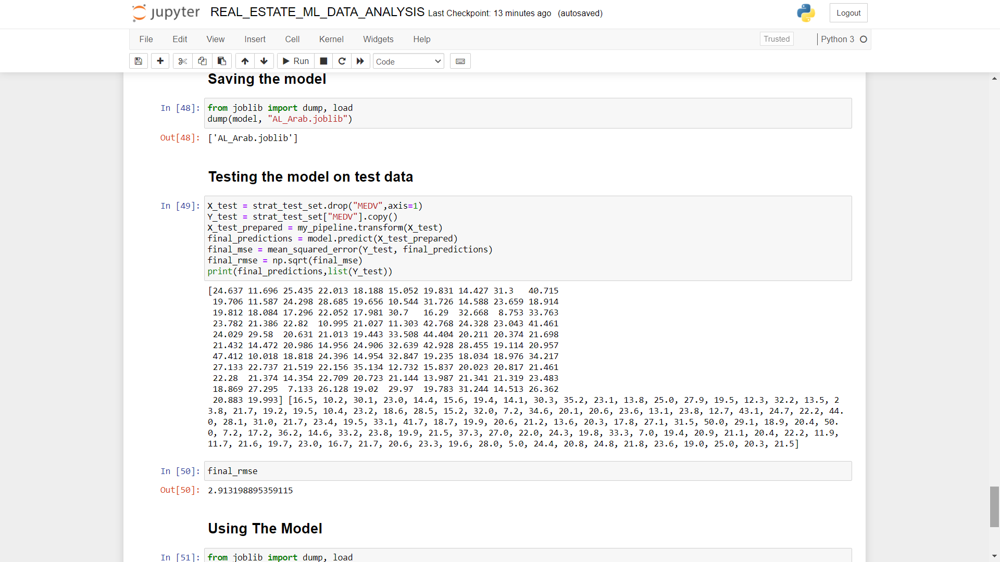 jupyter REAL_ESTATE_ML_DATA_ANALYSIS Last Checkpoint: 13 minutes ago (autosaved) Logout
File Edit View Insert Cell Kernel Widgets Help Trusted Python 3
Run Code
Saving the model
In [48]: from joblib import dump, load
dump(model, "AL_Arab.joblib")
Out[48]: ['AL_Arab.joblib']
Testing the model on test data
In [49]: X_test = strat_test_set.drop("MEDV",axis=1)
Y_test = strat_test_set["MEDV"].copy()
X_test_prepared = my_pipeline.transform(X_test)
final_predictions = model.predict(X_test_prepared)
final_mse = mean_squared_error(Y_test, final_predictions)
final_rmse = np.sqrt(final_mse)
print(final_predictions,list(Y_test))
[24.637 11.696 25.435 22.013 18.188 15.052 19.831 14.427 31.3 40.715
19.706 11.587 24.298 28.685 19.656 10.544 31.726 14.588 23.659 18.914
19.812 18.084 17.296 22.052 17.981 30.7 16.29 32.668 8.753 33.763
23.782 21.386 22.82 10.995 21.027 11.303 42.768 24.328 23.043 41.461
24.029 29.58 20.631 21.013 19.443 33.508 44.404 20.211 20.374 21.698
21.432 14.472 20.986 14.956 24.906 32.639 42.928 28.455 19.114 20.957
47.412 10.018 18.818 24.396 14.954 32.847 19.235 18.034 18.976 34.217
27.133 22.737 21.519 22.156 35.134 12.732 15.837 20.023 20.817 21.461
22.28 21.374 14.354 22.709 20.723 21.144 13.987 21.341 21.319 23.483
18.869 27.295 7.133 26.128 19.02 29.97 19.783 31.244 14.513 26.362
20.883 19.993] [16.5, 10.2, 30.1, 23.0, 14.4, 15.6, 19.4, 14.1, 30.3, 35.2, 23.1, 13.8, 25.0, 27.9, 19.5, 12.3, 32.2, 13.5, 2
3.8, 21.7, 19.2, 19.5, 10.4, 23.2, 18.6, 28.5, 15.2, 32.0, 7.2, 34.6, 20.1, 20.6, 23.6, 13.1, 23.8, 12.7, 43.1, 24.7, 22.2, 44.
0, 28.1, 31.0, 21.7, 23.4, 19.5, 33.1, 41.7, 18.7, 19.9, 20.6, 21.2, 13.6, 20.3, 17.8, 27.1, 31.5, 50.0, 29.1, 18.9, 20.4, 50.
0, 7.2, 17.2, 36.2, 14.6, 33.2, 23.8, 19.9, 21.5, 37.3, 27.0, 22.0, 24.3, 19.8, 33.3, 7.0, 19.4, 20.9, 21.1, 20.4, 22.2, 11.9,
11.7, 21.6, 19.7, 23.0, 16.7, 21.7, 20.6, 23.3, 19.6, 28.0, 5.0, 24.4, 20.8, 24.8, 21.8, 23.6, 19.0, 25.0, 20.3, 21.5]
In [50]: final_rmse
Out[50]: 2.913198895359115
Using The Model
In [51]: from joblib import dump, load